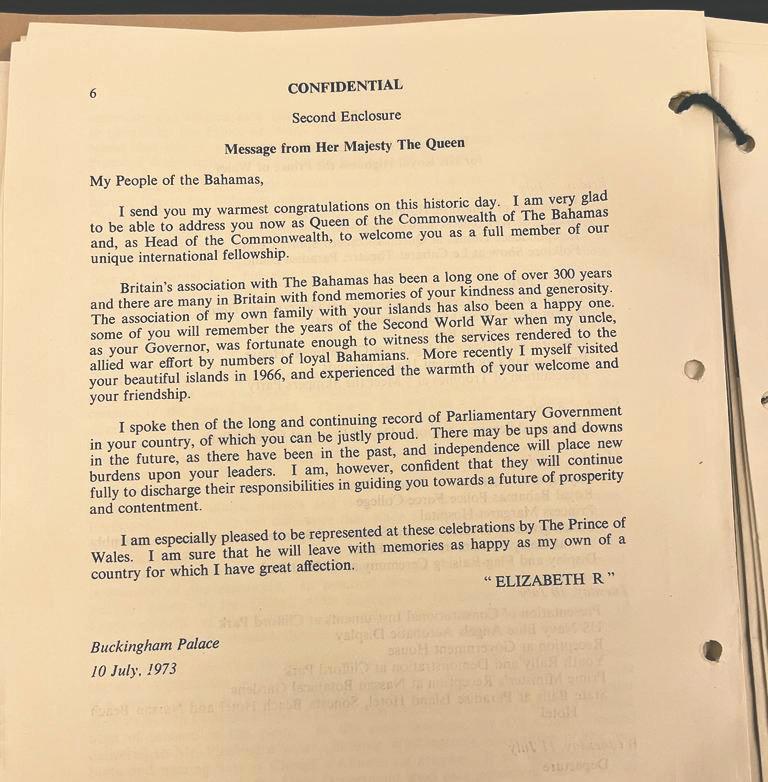 6
CONFIDENTIAL
Second Enclosure
Message from Her Majesty The Queen
My People of the Bahamas,
I send you my warmest congratulations on this historic day. I am very glad
to be able to address you now as Queen of the Commonwealth of The Bahamas
and, as Head of the Commonwealth, to welcome you as a full member of our
unique international fellowship.
Britain's association with The Bahamas has been a long one of over 300 years
and there are many in Britain with fond memories of your kindness and generosity.
The association of my own family with your islands has also been a happy one.
some of you will remember the years of the Second World War when my uncle,
as your Governor, was fortunate enough to witness the services rendered to the
allied war effort by numbers of loyal Bahamians. More recently I myself visited
your beautiful islands in 1966, and experienced the warmth of your welcome and
your friendship.
I spoke then of the long and continuing record of Parliamentary Government
in your country, of which you can be justly proud. There may be ups and downs
in the future, as there have been in the past, and independence will place new
burdens upon your leaders. I am, however, confident that they will continue
fully to discharge their responsibilities in guiding you towards a future of prosperity
and contentment.
I am especially pleased to be represented at these celebrations by The Prince of
Wales. I am sure that he will leave with memories as happy as my own of a
country for which I have great affection.
" ELIZABETH R "
Buckingham Palace
10 July, 1973